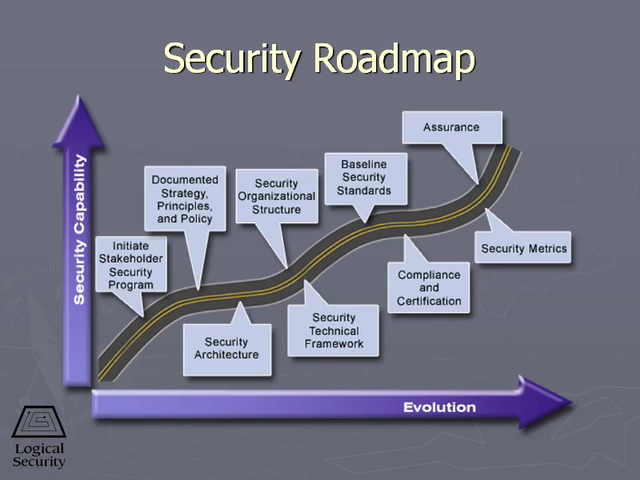 Security Roadmap
Security Capability
Initiate
Stakeholder
Security
Program
Documented
Strategy,
Principles,
and Policy
Security
Architecture
Security
Organizational
Structure
Security
Technical
Framework
Baseline
Security
Standards
Compliance
and
Certification
Assurance
Security Metrics
Evolution
Logical
Security